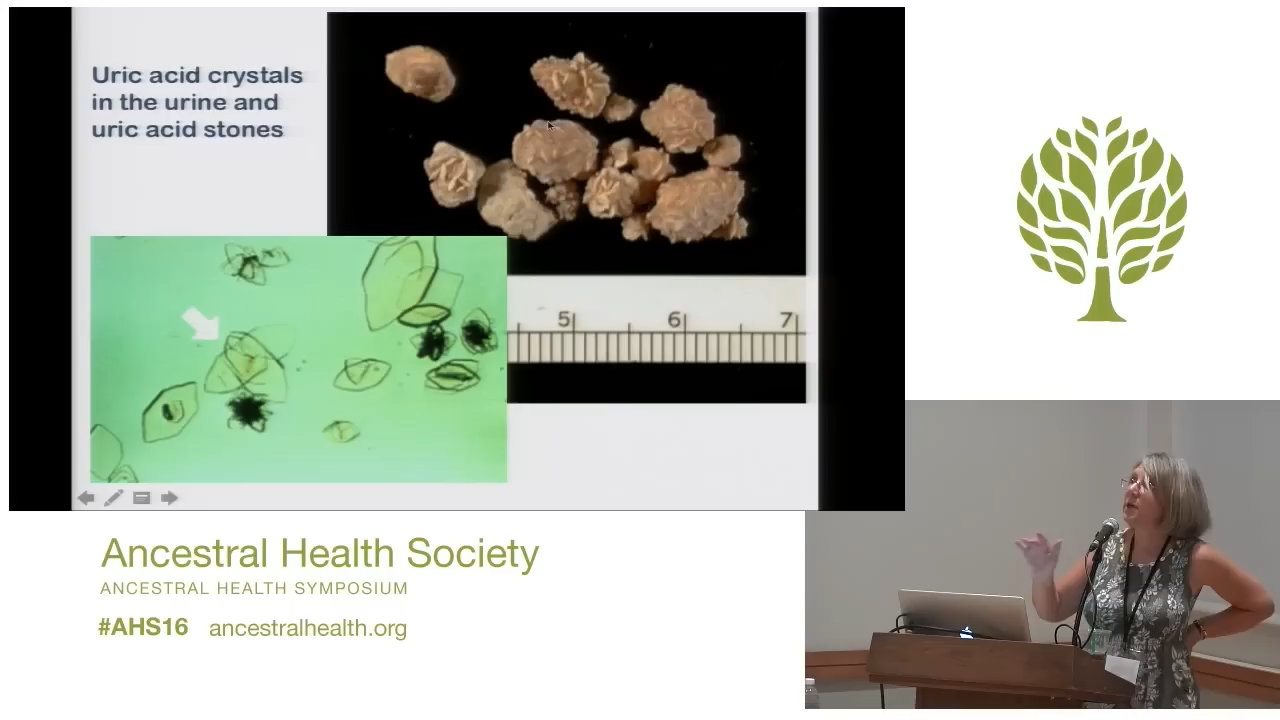 Uric acid crystals
in the urine and
uric acid stones
5 6 7
Ancestral Health Society
ANCESTRAL HEALTH SYMPOSIUM
#AHS16 ancestralhealth.org